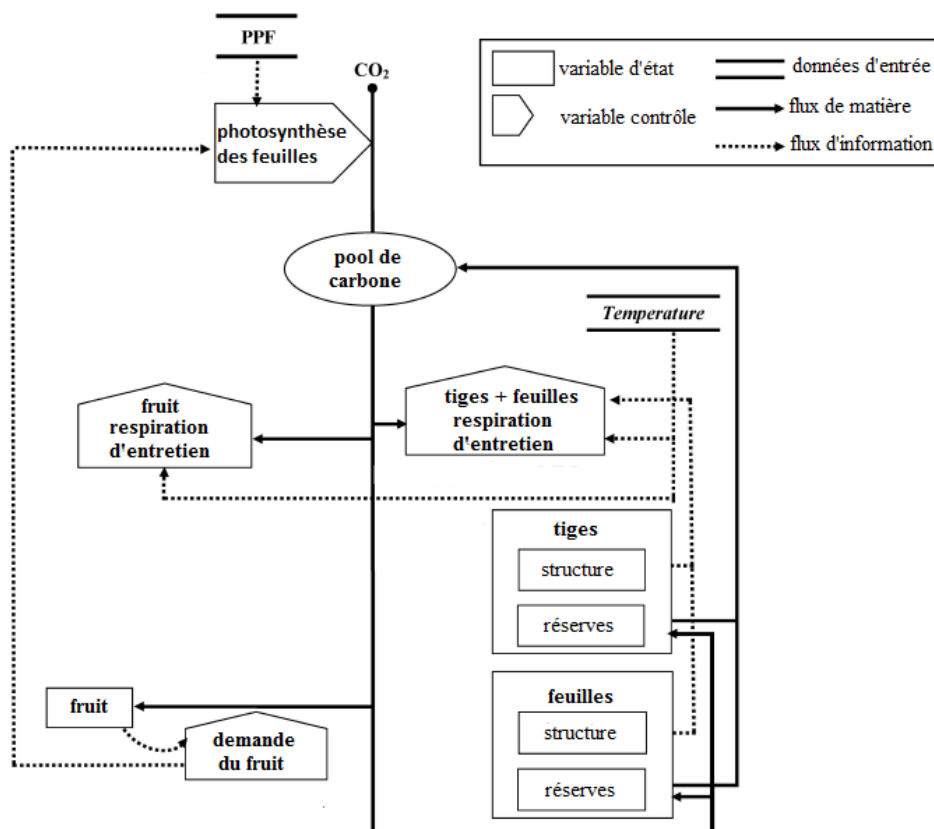 PPF
CO₂
photosynthèse
des feuilles
variable d'état
variable contrôle
données d'entrée
flux de matière
flux d'information
pool de
carbone
Temperature
fruit
respiration
d'entretien
tiges + feuilles
respiration
d'entretien
tiges
structure
réserves
feuilles
structure
réserves
fruit
demande
du fruit